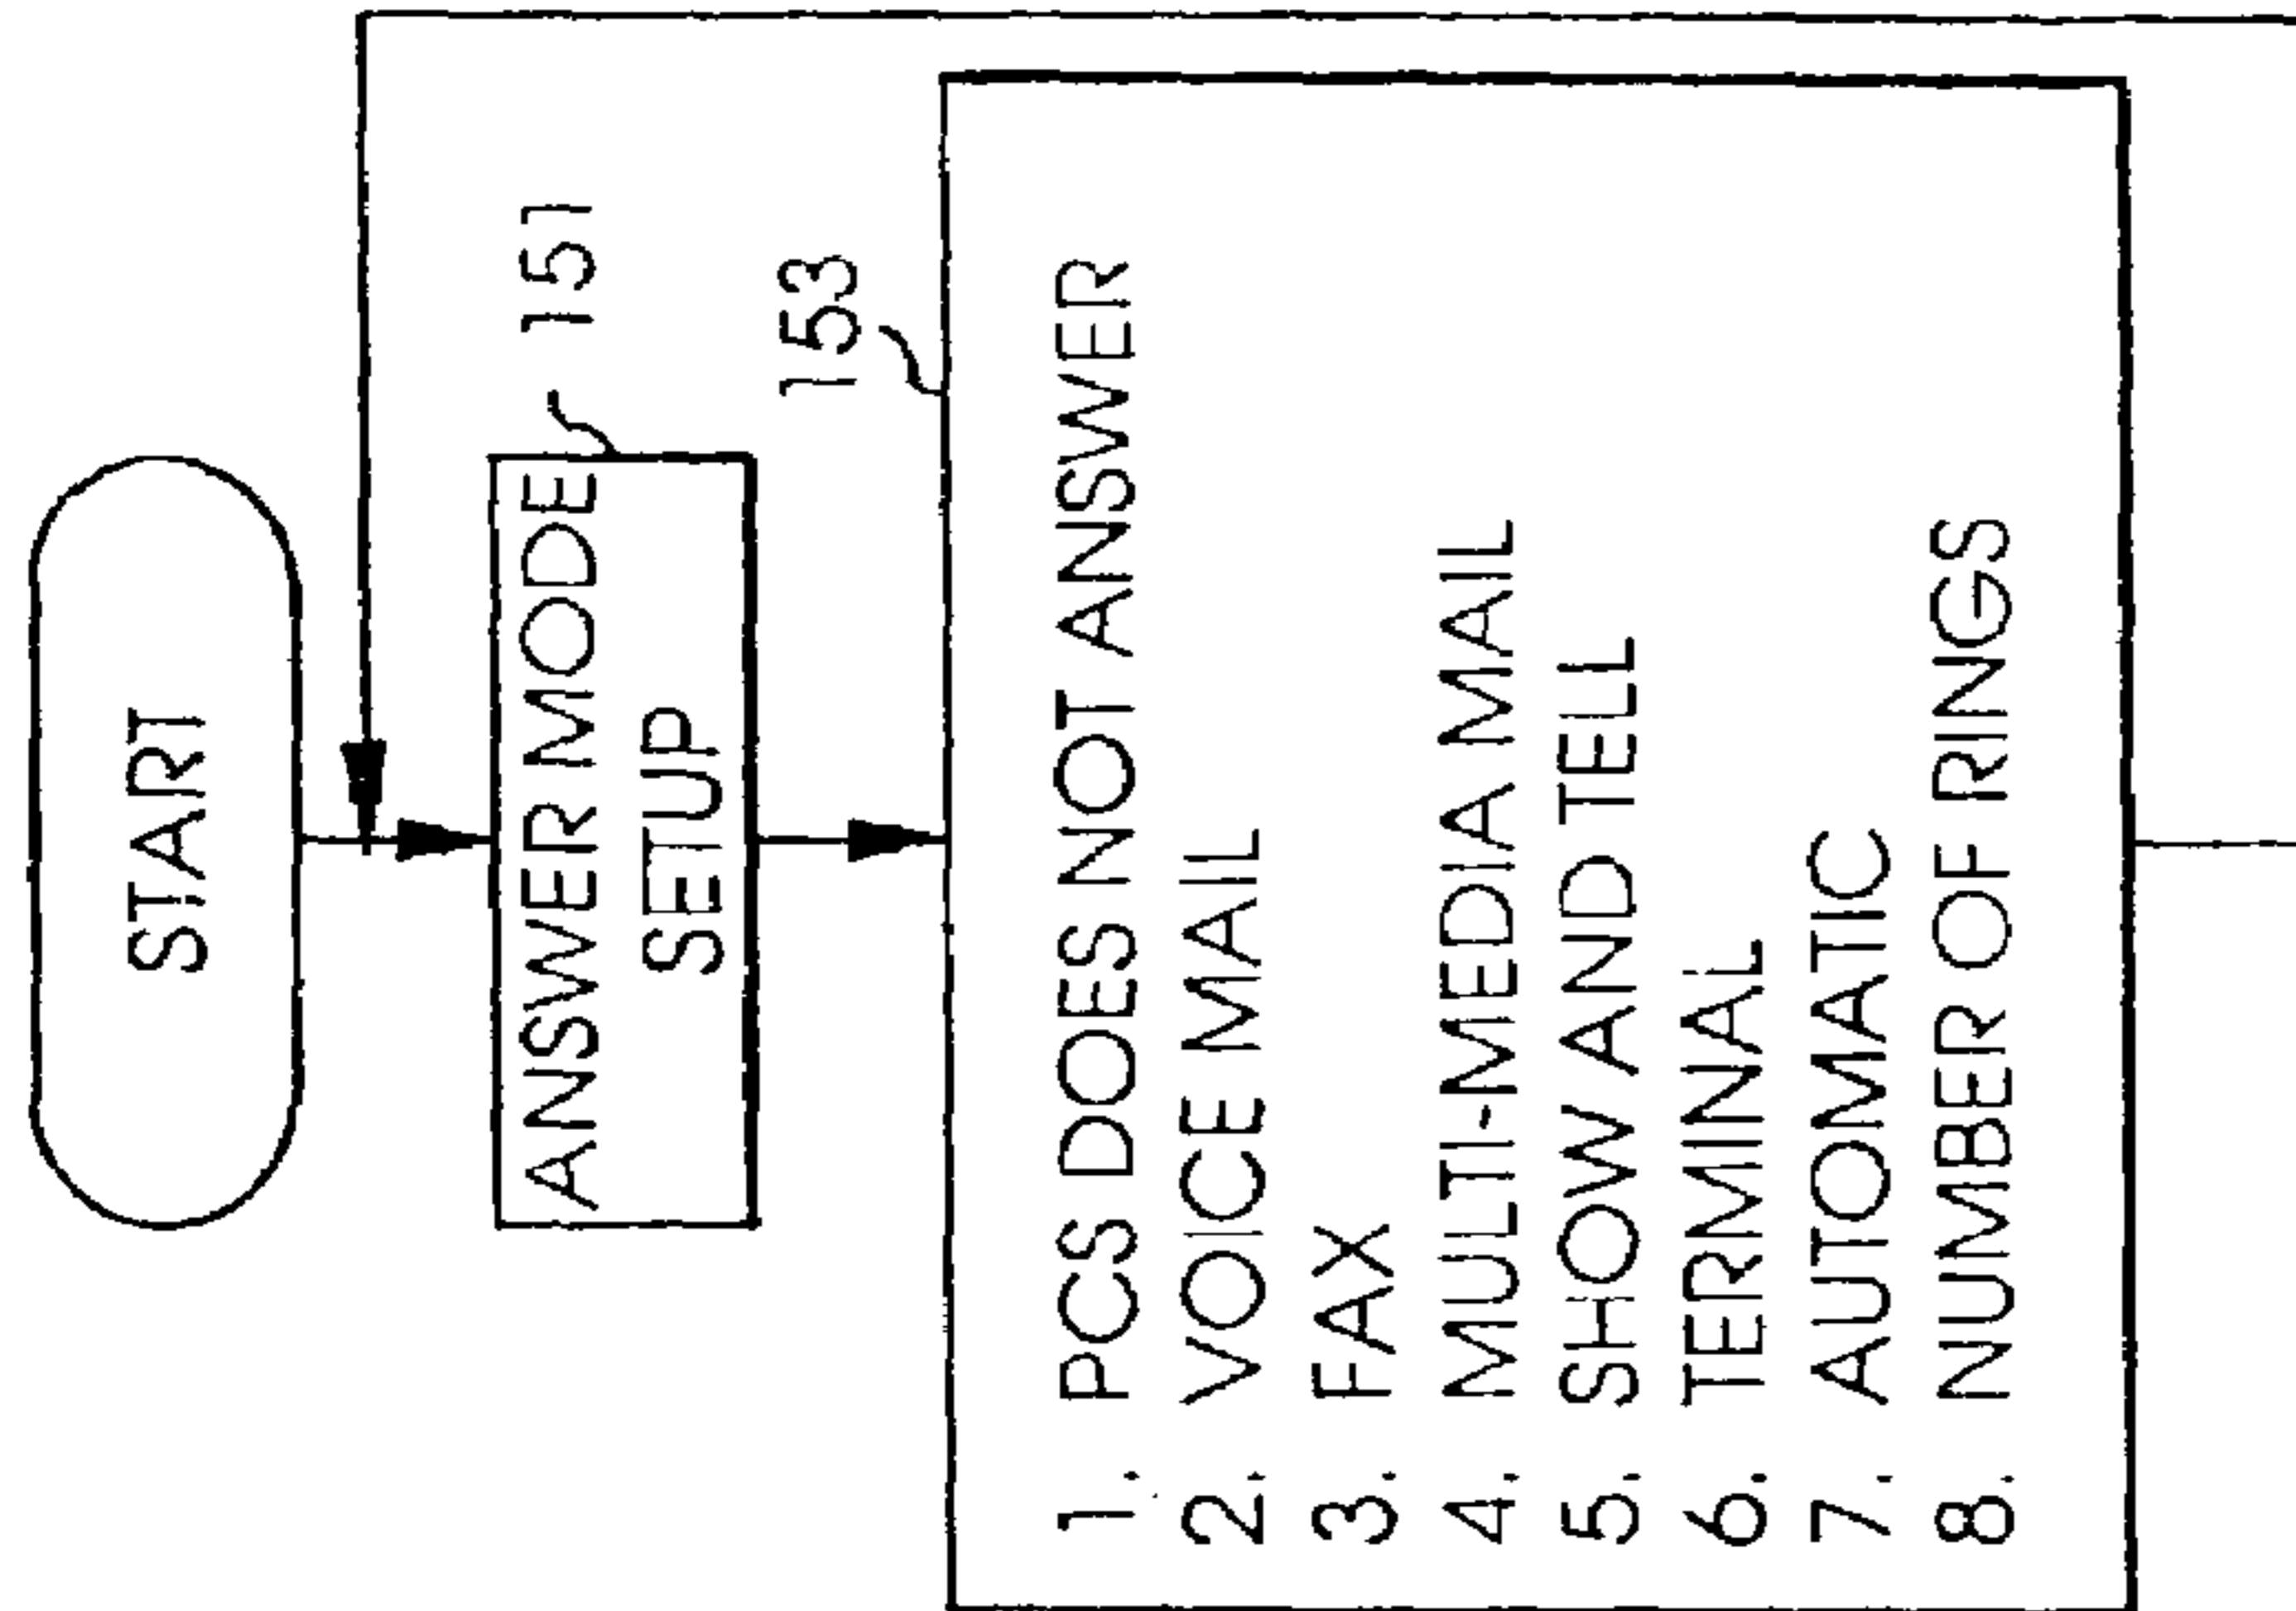 START
ANSWER MODE
SETUP
151
153
1. PCS DOES NOT ANSWER
2. VOICE MAIL
3. FAX
4. MULTI-MEDIA MAIL
5. SHOW AND TELL
6. TERMINAL
7. AUTOMATIC
8. NUMBER OF RINGS